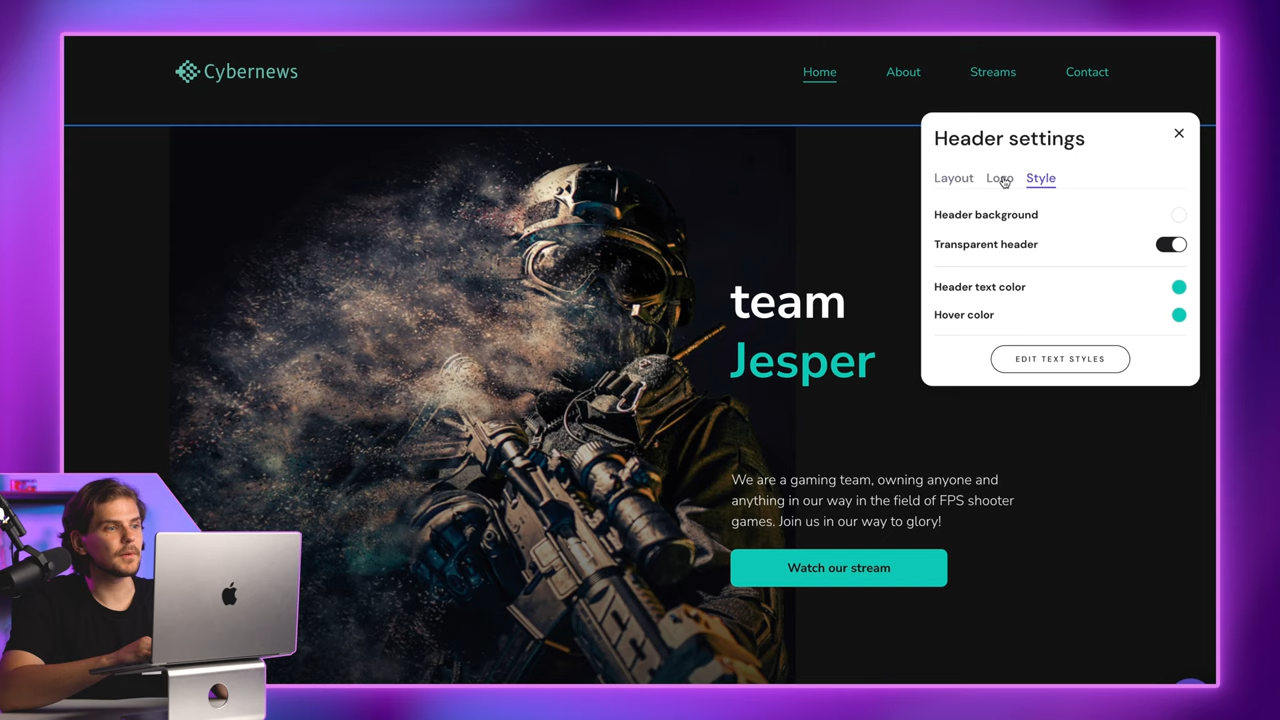 Cybernews
Home
About
Streams
Contact
Header settings
Layout
Logo
Style
Header background
Transparent header
Header text color
Hover color
EDIT TEXT STYLES
team
Jesper
We are a gaming team, owning anyone and
anything in our way in the field of FPS shooter
games. Join us in our way to glory!
Watch our stream